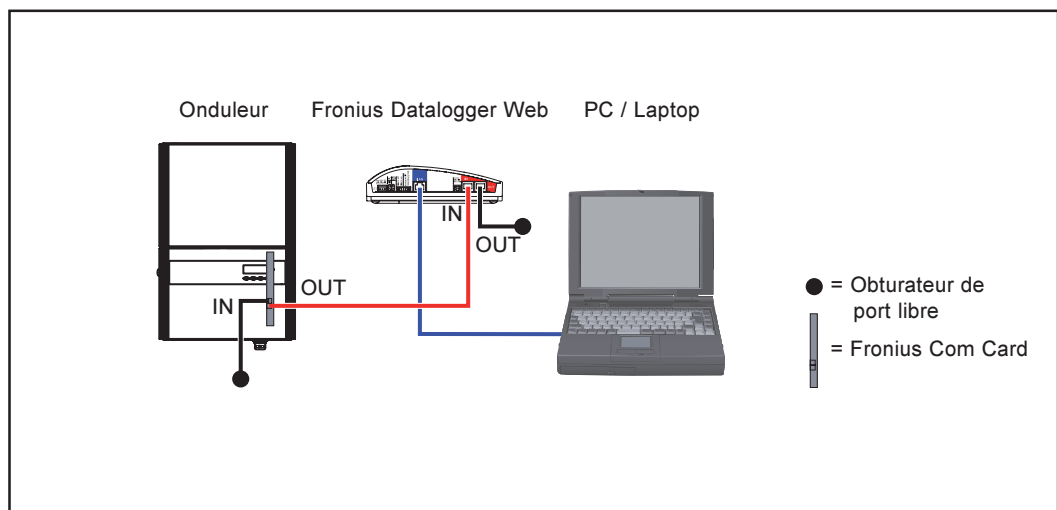 Onduleur
Fronius Datalogger Web
PC / Laptop
IN
OUT
OUT
IN
= Obturateur de
port libre
= Fronius Com Card